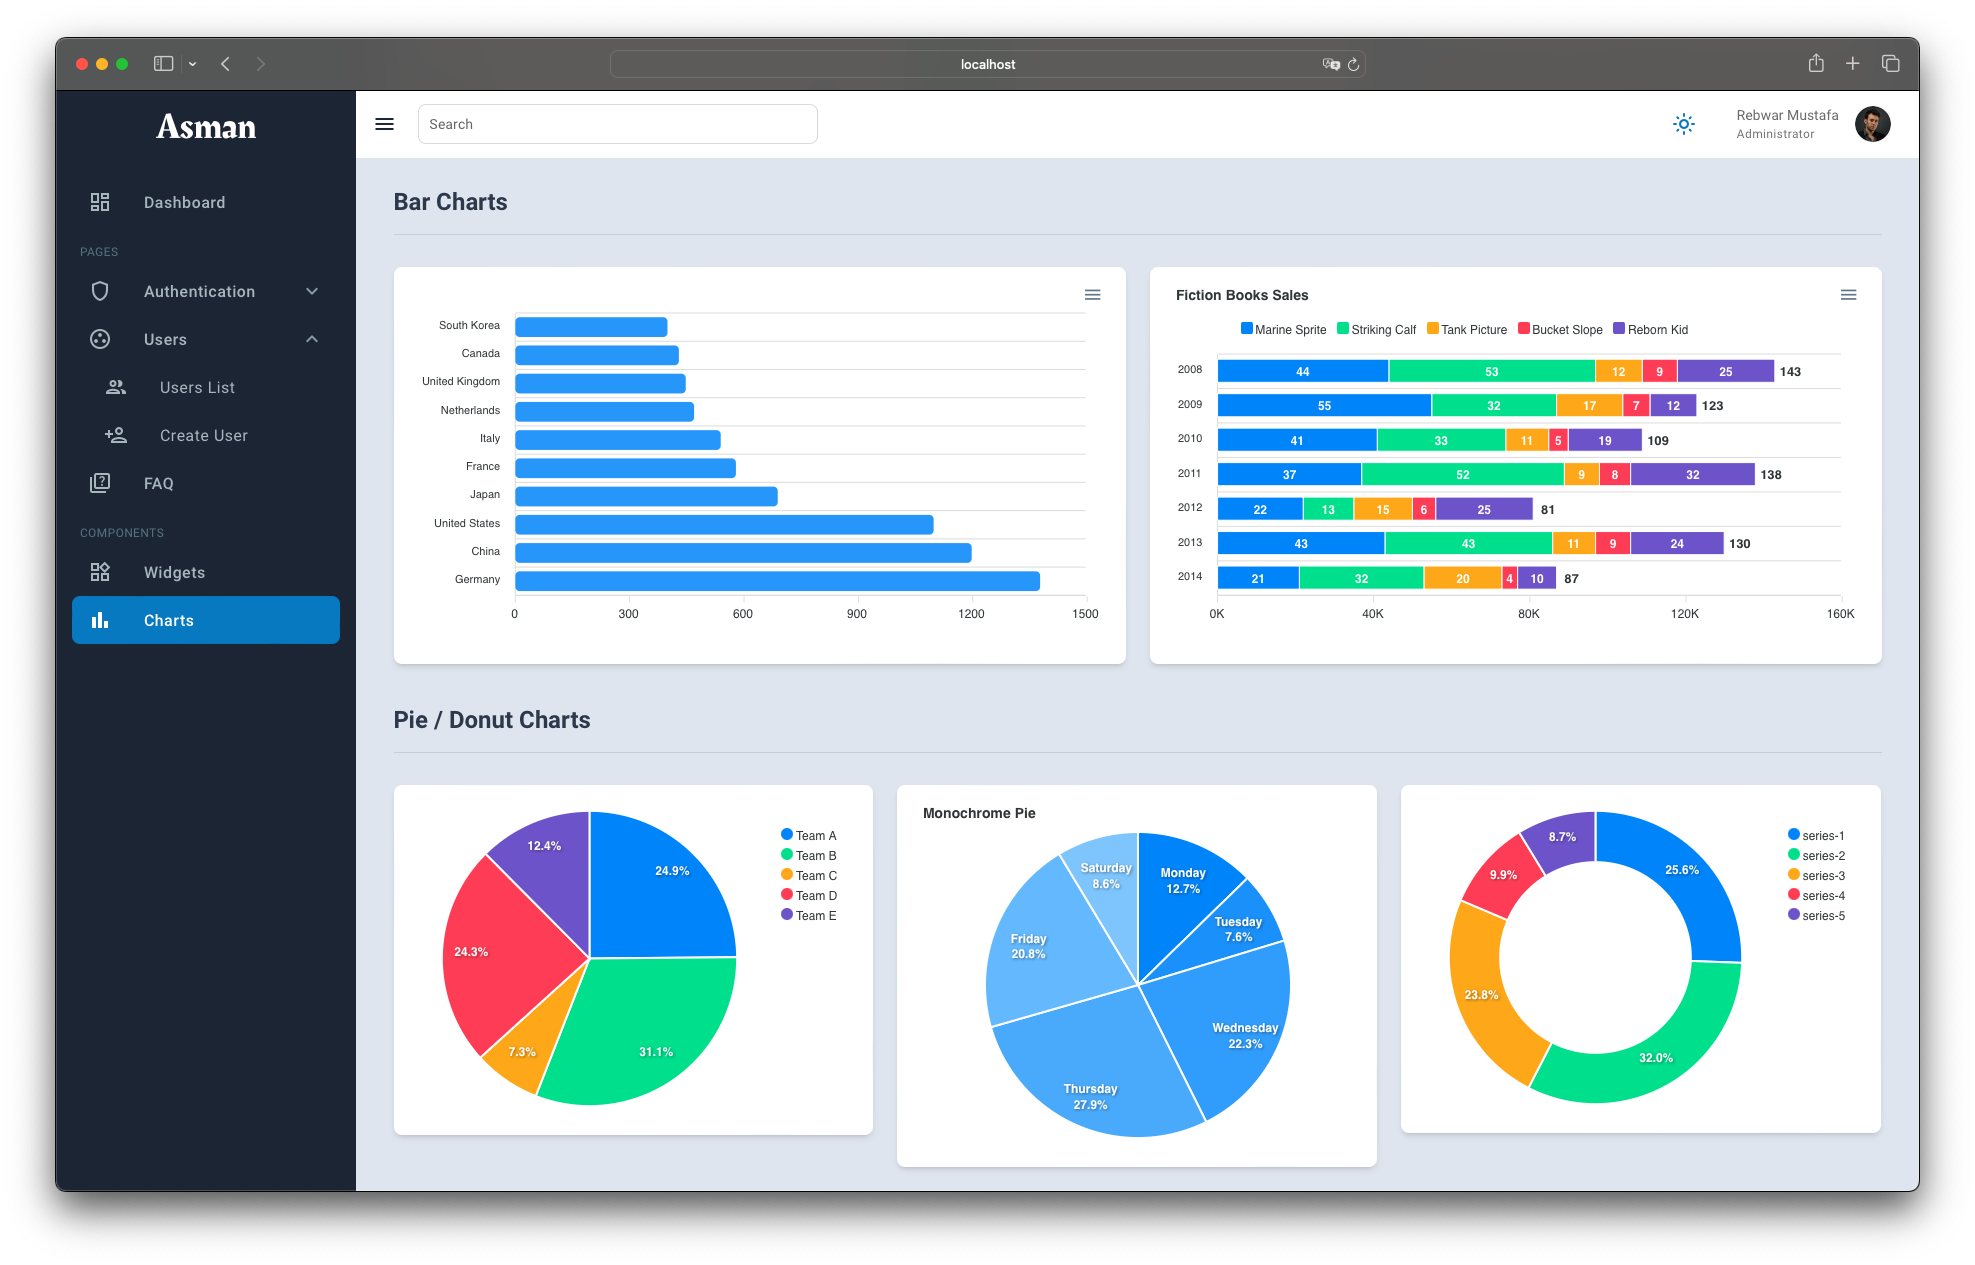 localhost
Asman
Search
Rebwar Mustafa
Administrator
Dashboard
PAGES
Authentication
Users
Users List
Create User
FAQ
COMPONENTS
Widgets
Charts
Bar Charts
South Korea
Canada
United Kingdom
Netherlands
Italy
France
Japan
United States
China
Germany
0 300 600 900 1200 1500
Fiction Books Sales
Marine Sprite Striking Calf Tank Picture Bucket Slope Reborn Kid
2008 44 53 12 9 25 143
2009 55 32 17 7 12 123
2010 41 33 11 5 19 109
2011 37 52 9 8 32 138
2012 22 13 15 6 25 81
2013 43 43 11 9 24 130
2014 21 32 20 4 10 87
0K 40K 80K 120K 160K
Pie / Donut Charts
12.4%
24.9%
24.3%
7.3%
31.1%
Team A
Team B
Team C
Team D
Team E
Monochrome Pie
Saturday
8.6%
Monday
12.7%
Tuesday
7.6%
Friday
20.8%
Wednesday
22.3%
Thursday
27.9%
8.7%
25.6%
9.9%
23.8%
32.0%
series-1
series-2
series-3
series-4
series-5